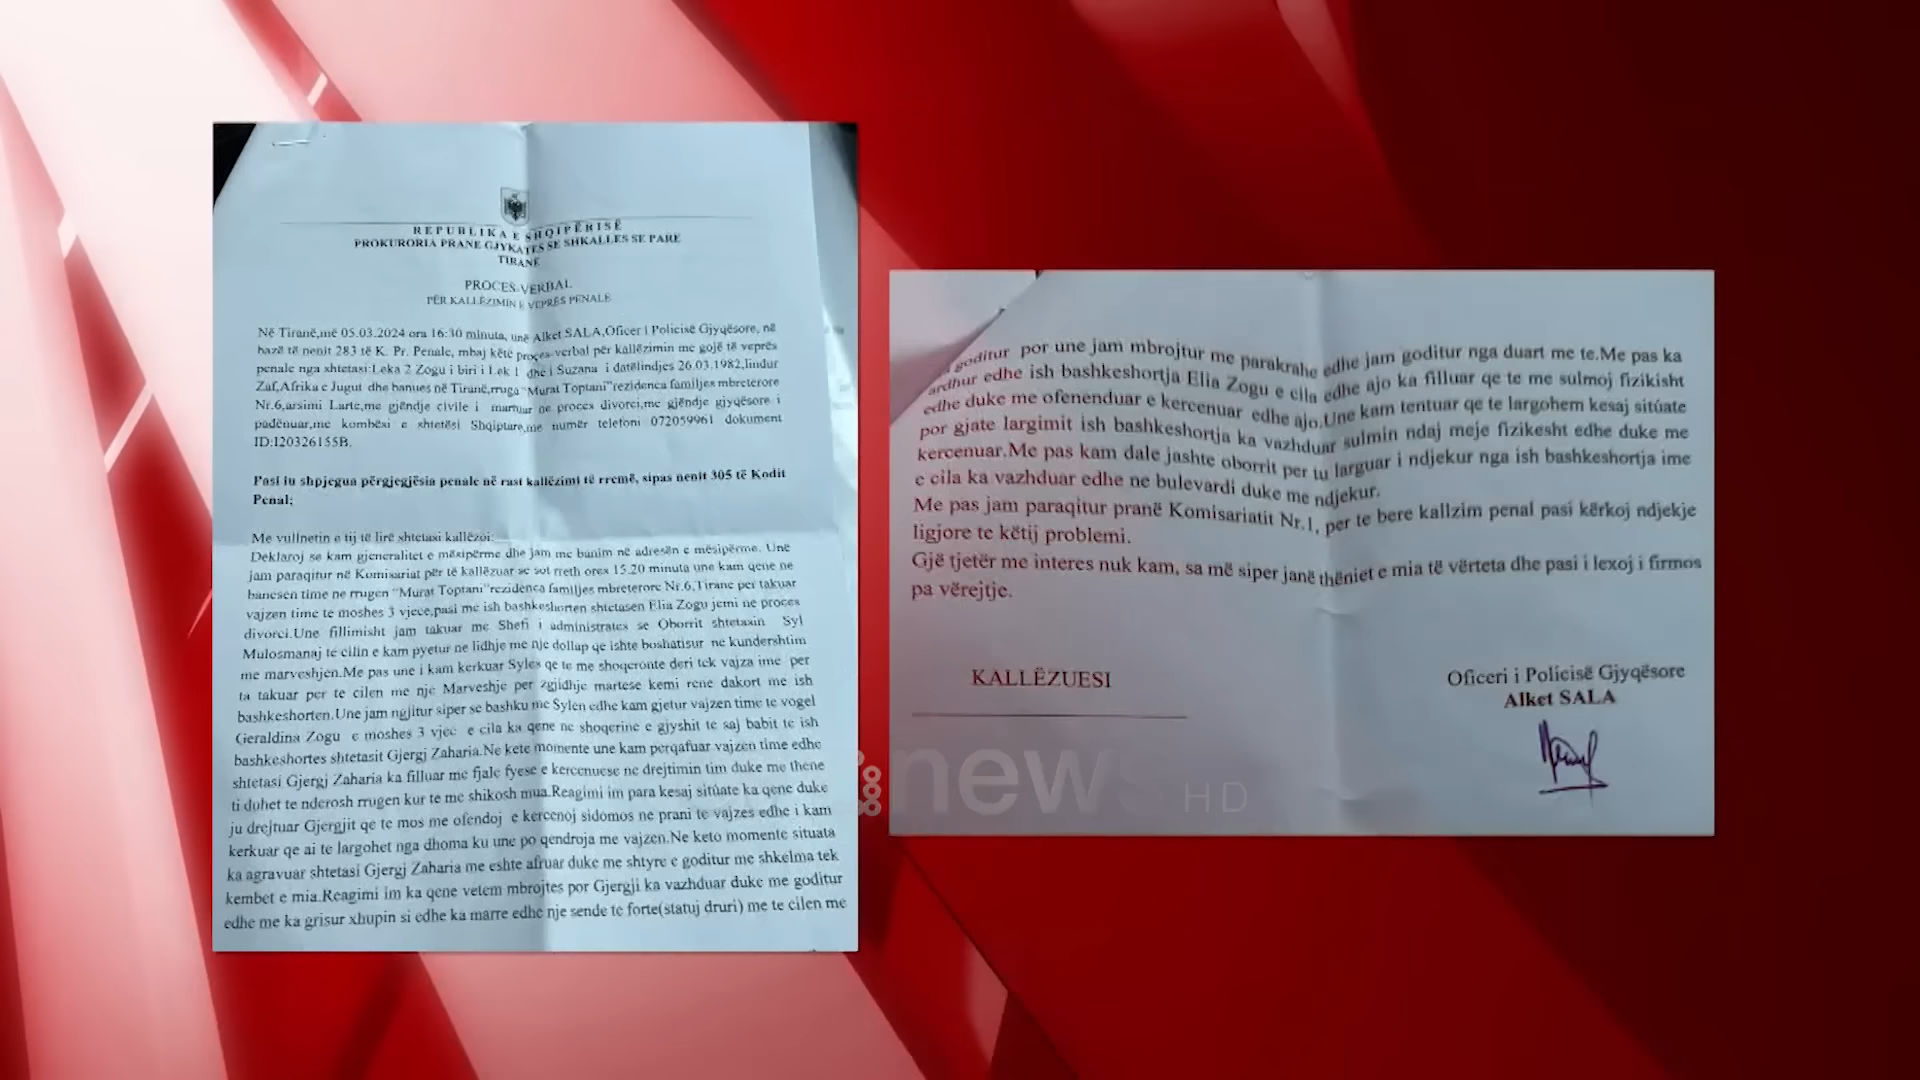 REPUBLIKA E SHQIPËRISË
PROKURORIA PRANE GJYKATES SE SHKALLES SE PARE
TIRANE
PROCES-VERBAL
PËR KALLËZIMIN E VEPRËS PENALE
Në Tiranë,më 05.03.2024 ora 16:30 minuta, unë Alket SALA,Oficer i Policisë Gjyqësore, në
bazë të nenit 283 të K. Pr. Penale, mbaj këtë proçes-verbal për kallëzimin me gojë të veprës
penale nga shtetasi:Leka 2 Zogu i biri i Lek 1 dhe i Suzana i datëlindjes 26.03.1982,lindur
Zaf,Afrika e Jugut dhe banues në Tiranë,rruga "Murat Toptani"rezidenca familjes mbreterore
Nr.6,arsimi Larte,me gjëndje civile i martuar ne proces divorci,me gjëndje gjyqësore i
padënuar,me kombësi e shtetësi Shqiptare,me numër telefoni 072059961 dokument
ID:I20326155B.
Pasi iu shpjegua përgjegjësia penale në rast kallëzimi të rremë, sipas nenit 305 të Kodit
Penal;
Me vullnetin e tij të lirë shtetasi kallëzoi:
Deklaroj se kam gjeneralitet e mësipërme dhe jam me banim në adresën e mësipërme. Unë
jam paraqitur në Komisariat për të kallëzuar se sot rreth orex 15.20 minuta une kam qene ne
banesen time ne rrugen "Murat Toptani"rezidenca familjes mbreterore Nr.6,Tirane per takuar
vajzen time te moshes 3 vjece,pasi me ish bashkeshorten shtetasen Elia Zogu jemi ne proces
divorci.Une fillimisht jam takuar me Shefi i administrates se Oborrit shtetasin Syl
Mulosmanaj te cilin e kam pyetur ne lidhje me nje dollap qe ishte boshatisur ne kundershtim
me marveshjen.Me pas une i kam kerkuar Syles qe te me shoqeronte deri tek vajza ime per
ta takuar per te cilen me nje Marveshje per zgjidhje martese kemi rene dakort me ish
bashkeshorten.Une jam ngjitur siper se bashku me Sylen edhe kam gjetur vajzen time te vogel
Geraldina Zogu e moshes 3 vjec e cila ka qene ne shoqerine e gjyshit te saj babit te ish
bashkeshortes shtetasit Gjergj Zaharia.Ne kete momente une kam perqafuar vajzen time edhe
shtetasi Gjergj Zaharia ka filluar me fjale fyese e kercenuese ne drejtimin tim duke me thene
ti duhet te nderosh rrugen kur te me shikosh mua.Reagimi im para kesaj sitúate ka qene duke
ju drejtuar Gjergjit qe te mos me ofendoj e kercenoj sidomos ne prani te vajzes edhe i kam
kerkuar qe ai te largohet nga dhoma ku une po qendroja me vajzen.Ne keto momente situata
ka agravuar shtetasi Gjergj Zaharia me eshte afruar duke me shtyre e goditur me shkelma tek
kembet e mia.Reagimi im ka qene vetem mbrojtes por Gjergji ka vazhduar duke me goditur
edhe me ka grisur xhupin si edhe ka marre edhe nje sende te forte(statuj druri) me te cilen me
goditur por une jam mbrojtur me parakrahe edhe jam goditur nga duart me te.Me pas ka
ardhur edhe ish bashkeshortja Elia Zogu e cila edhe ajo ka filluar qe te me sulmoj fizikisht
edhe duke me ofenenduar e kercenuar edhe ajo.Une kam tentuar qe te largohem kesaj sitúate
por gjate largimit ish bashkeshortja ka vazhduar sulmin ndaj meje fizikesht edhe duke me
kercenuar.Me pas kam dale jashte oborrit per tu larguar i ndjekur nga ish bashkeshortja ime
e cila ka vazhduar edhe ne bulevardi duke me ndjekur.
Me pas jam paraqitur pranë Komisariatit Nr.1, per te bere kallzim penal pasi kërkoj ndjekje
ligjore te këtij problemi.
Gjë tjetër me interes nuk kam, sa më siper janë thëniet e mia të vërteta dhe pasi i lexoj i firmos
pa vërejtje.
KALLËZUESI
Oficeri i Policisë Gjyqësore
Alket SALA
news HD